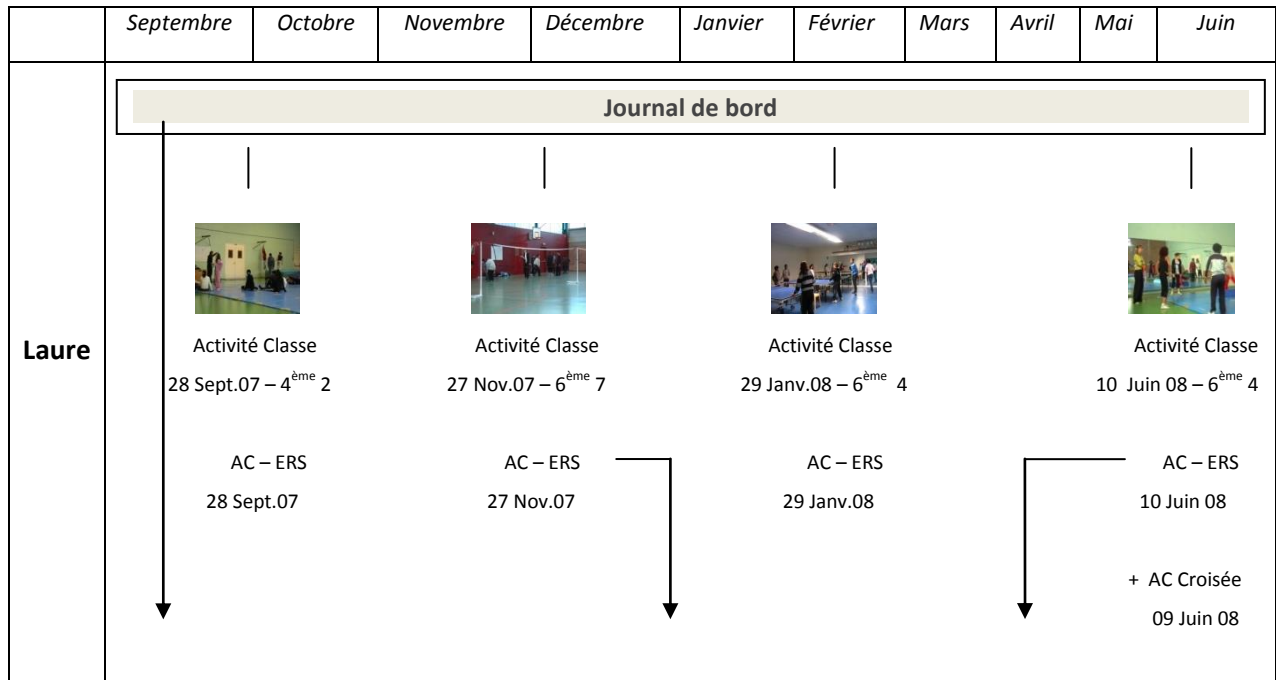 Septembre Octobre Novembre Décembre Janvier Février Mars Avril Mai Juin
Journal de bord
Laure
Activité Classe Activité Classe Activité Classe Activité Classe
28 Sept.07 – 4ème 2 27 Nov.07 – 6ème 7 29 Janv.08 – 6ème 4 10 Juin 08 – 6ème 4
AC – ERS AC – ERS AC – ERS AC – ERS
28 Sept.07 27 Nov.07 29 Janv.08 10 Juin 08
+ AC Croisée
09 Juin 08